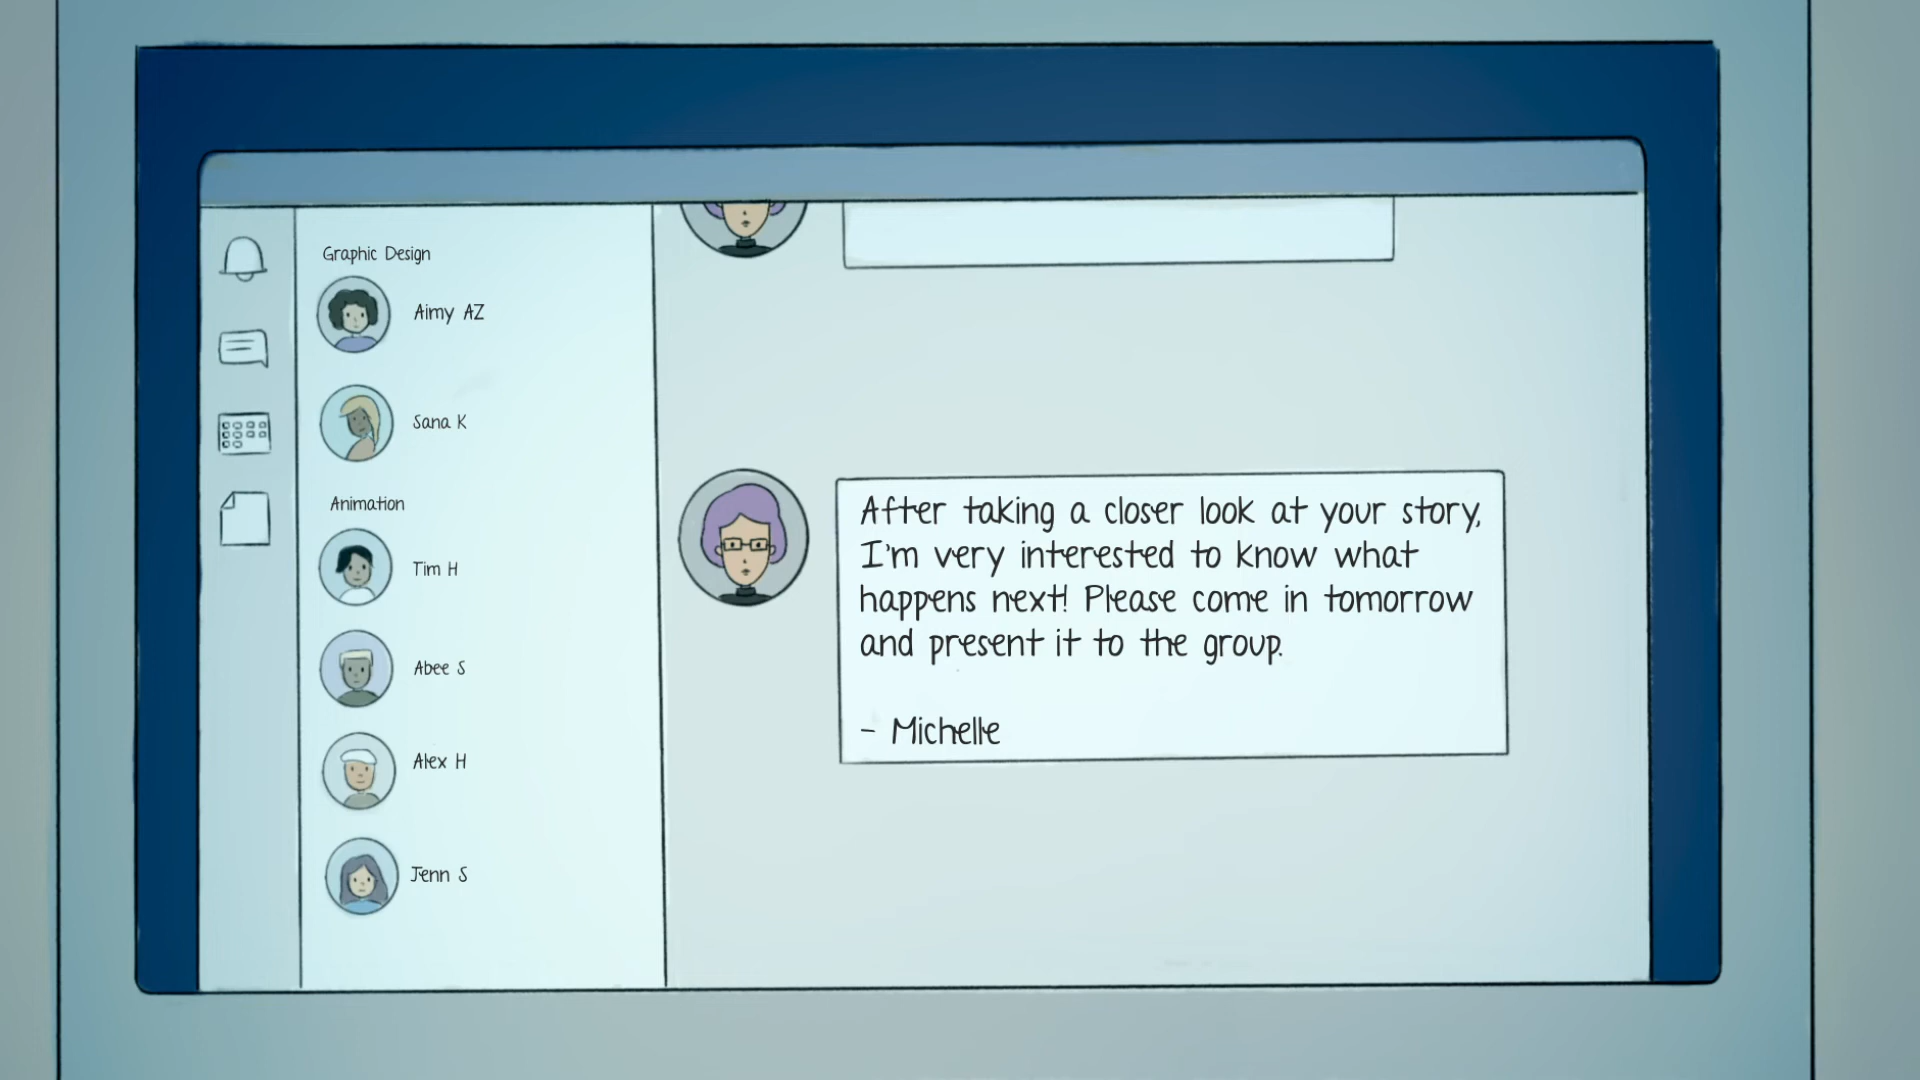 Graphic Design
Aimy AZ
Sana K
Animation
Tim H
Abee S
Alex H
Jenn S
After taking a closer look at your story,
I'm very interested to know what
happens next! Please come in tomorrow
and present it to the group.
- Michelle